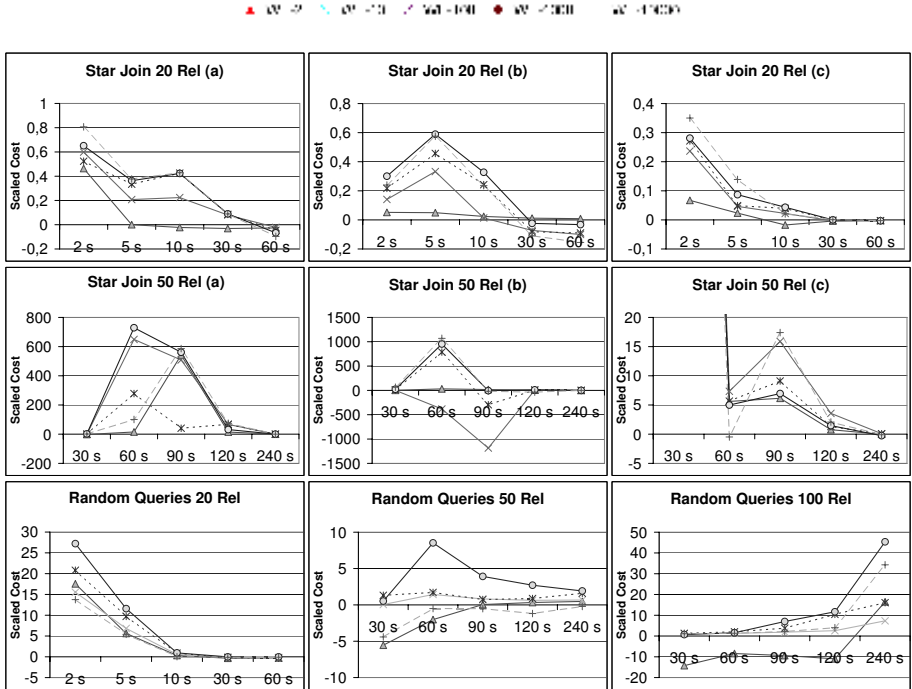 Star Join 20 Rel (a)
Scaled Cost
1
0,8
0,6
0,4
0,2
0
-0,2
2 s 5 s 10 s 30 s 60 s
Star Join 20 Rel (b)
Scaled Cost
0,8
0,6
0,4
0,2
0
-0,2
2 s 5 s 10 s 30 s 60 s
Star Join 20 Rel (c)
Scaled Cost
0,4
0,3
0,2
0,1
0
-0,1
2 s 5 s 10 s 30 s 60 s
Star Join 50 Rel (a)
Scaled Cost
800
600
400
200
0
-200
30 s 60 s 90 s 120 s 240 s
Star Join 50 Rel (b)
Scaled Cost
1500
1000
500
0
-500
-1000
-1500
30 s 60 s 90 s 120 s 240 s
Star Join 50 Rel (c)
Scaled Cost
20
15
10
5
0
-5
30 s 60 s 90 s 120 s 240 s
Random Queries 20 Rel
Scaled Cost
30
25
20
15
10
5
0
-5
2 s 5 s 10 s 30 s 60 s
Random Queries 50 Rel
Scaled Cost
10
5
0
-5
-10
30 s 60 s 90 s 120 s 240 s
Random Queries 100 Rel
Scaled Cost
50
40
30
20
10
0
-10
-20
30 s 60 s 90 s 120 s 240 s